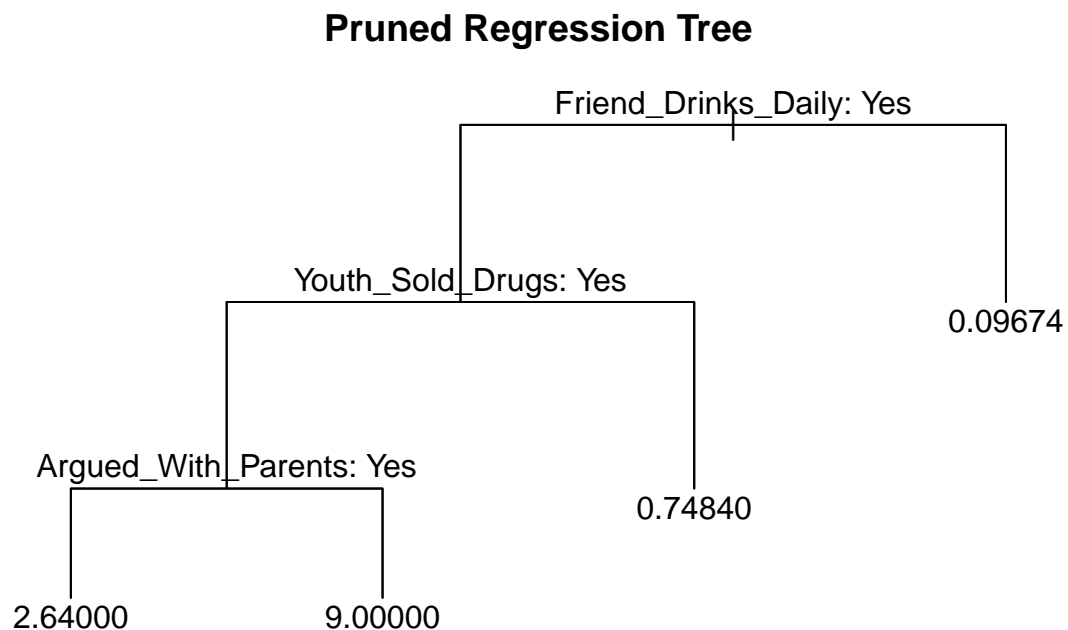 Pruned Regression Tree
Friend_Drinks_Daily: Yes
Youth_Sold_Drugs: Yes
0.09674
Argued_With_Parents: Yes
0.74840
2.64000
9.00000